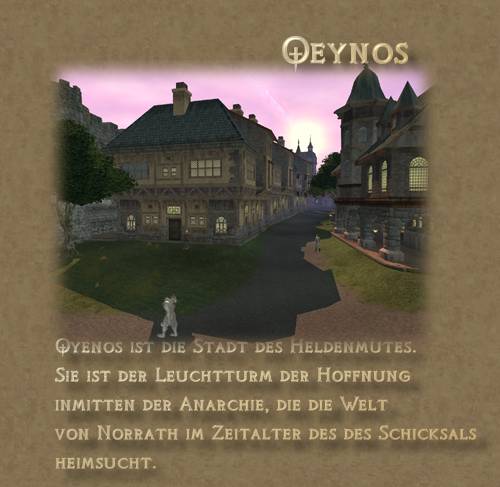 Qeynos
Qyenos ist die Stadt des Heldenmutes.
Sie ist der Leuchtturm der Hoffnung
inmitten der Anarchie, die die Welt
von Norrath im Zeitalter des des Schicksals
heimsucht.